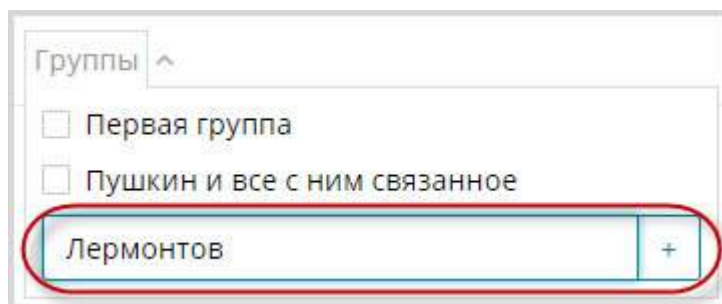 Группы
Первая группа
Пушкин и все с ним связанное
Лермонтов +